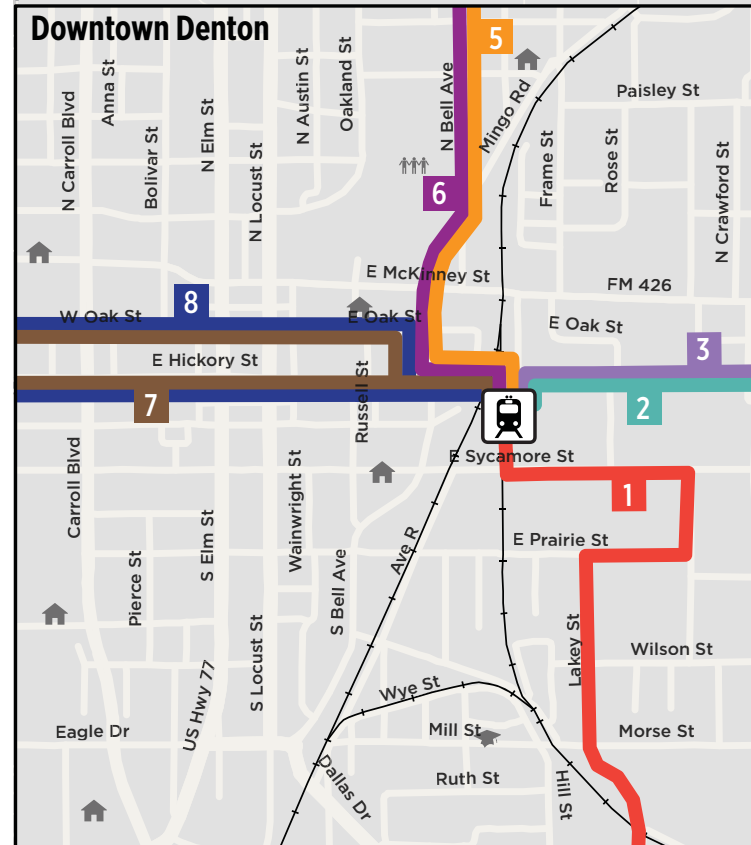 Downtown Denton
5
N Carroll Blvd
Anna St
Bolivar St
N Elm St
N Locust St
N Austin St
Oakland St
N Bell Ave
Mingo Rd
Paisley St
Frame St
Rose St
N Crawford St
6
E McKinney St
FM 426
8
W Oak St
E Oak St
E Oak St
E Hickory St
3
7
2
Russell St
E Sycamore St
1
Carroll Blvd
Pierce St
S Elm St
Wainwright St
S Bell Ave
Ave R
E Prairie St
Lakey St
Wilson St
S Locust St
US Hwy 77
Wye St
Eagle Dr
Mill St
Morse St
Dallas Dr
Ruth St
Hill St